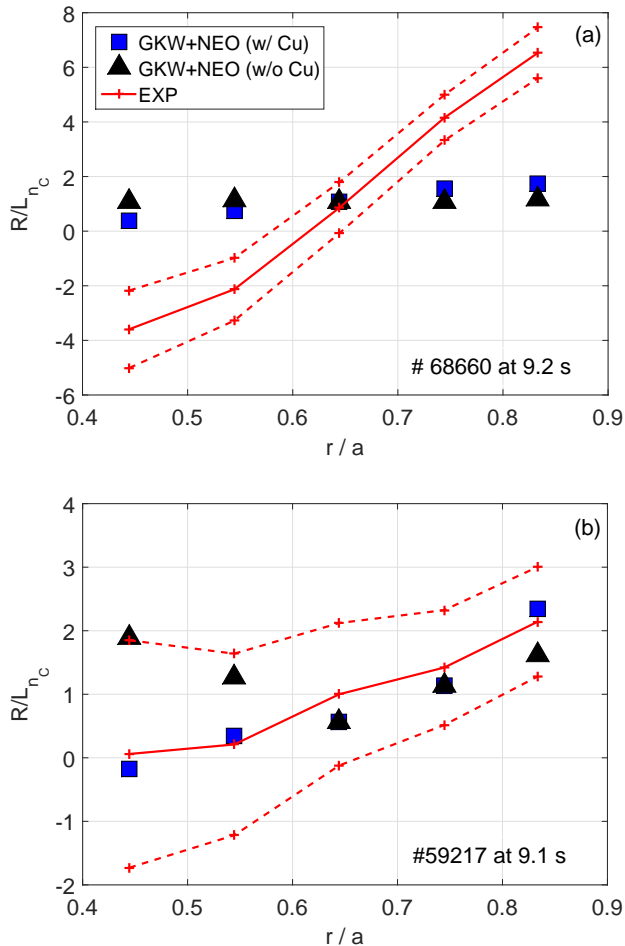 8
6
4
2
0
-2
-4
-6
R/L_{n_C}
GKW+NEO (w/ Cu)
GKW+NEO (w/o Cu)
EXP
(a)
# 68660 at 9.2 s
0.4 0.5 0.6 0.7 0.8 0.9
r / a
4
3
2
1
0
-1
-2
R/L_{n_C}
(b)
#59217 at 9.1 s
0.4 0.5 0.6 0.7 0.8 0.9
r / a